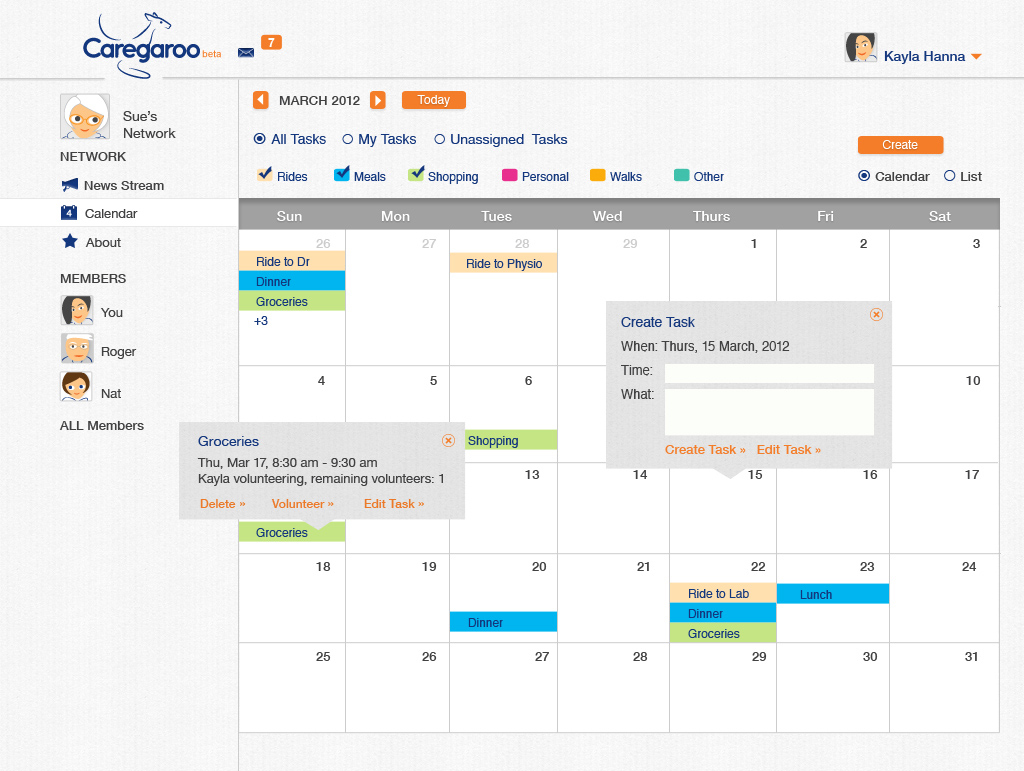 Caregaroo beta
7
Kayla Hanna
Sue's
Network
NETWORK
News Stream
4 Calendar
About
MEMBERS
You
Roger
Nat
ALL Members
MARCH 2012 Today
All Tasks My Tasks Unassigned Tasks
Create
Rides Meals Shopping Personal Walks Other
Calendar List
Sun Mon Tues Wed Thurs Fri Sat
26 27 28 29 1 2 3
Ride to Dr
Ride to Physio
Dinner
Groceries
+3
Create Task
When: Thurs, 15 March, 2012
Time:
What:
Create Task » Edit Task »
4 5 6 10
Shopping
Groceries
Thu, Mar 17, 8:30 am - 9:30 am
Kayla volunteering, remaining volunteers: 1
Delete » Volunteer » Edit Task »
13 14 15 16 17
Groceries
18 19 20 21 22 23 24
Ride to Lab
Lunch
Dinner
Dinner
Groceries
25 26 27 28 29 30 31